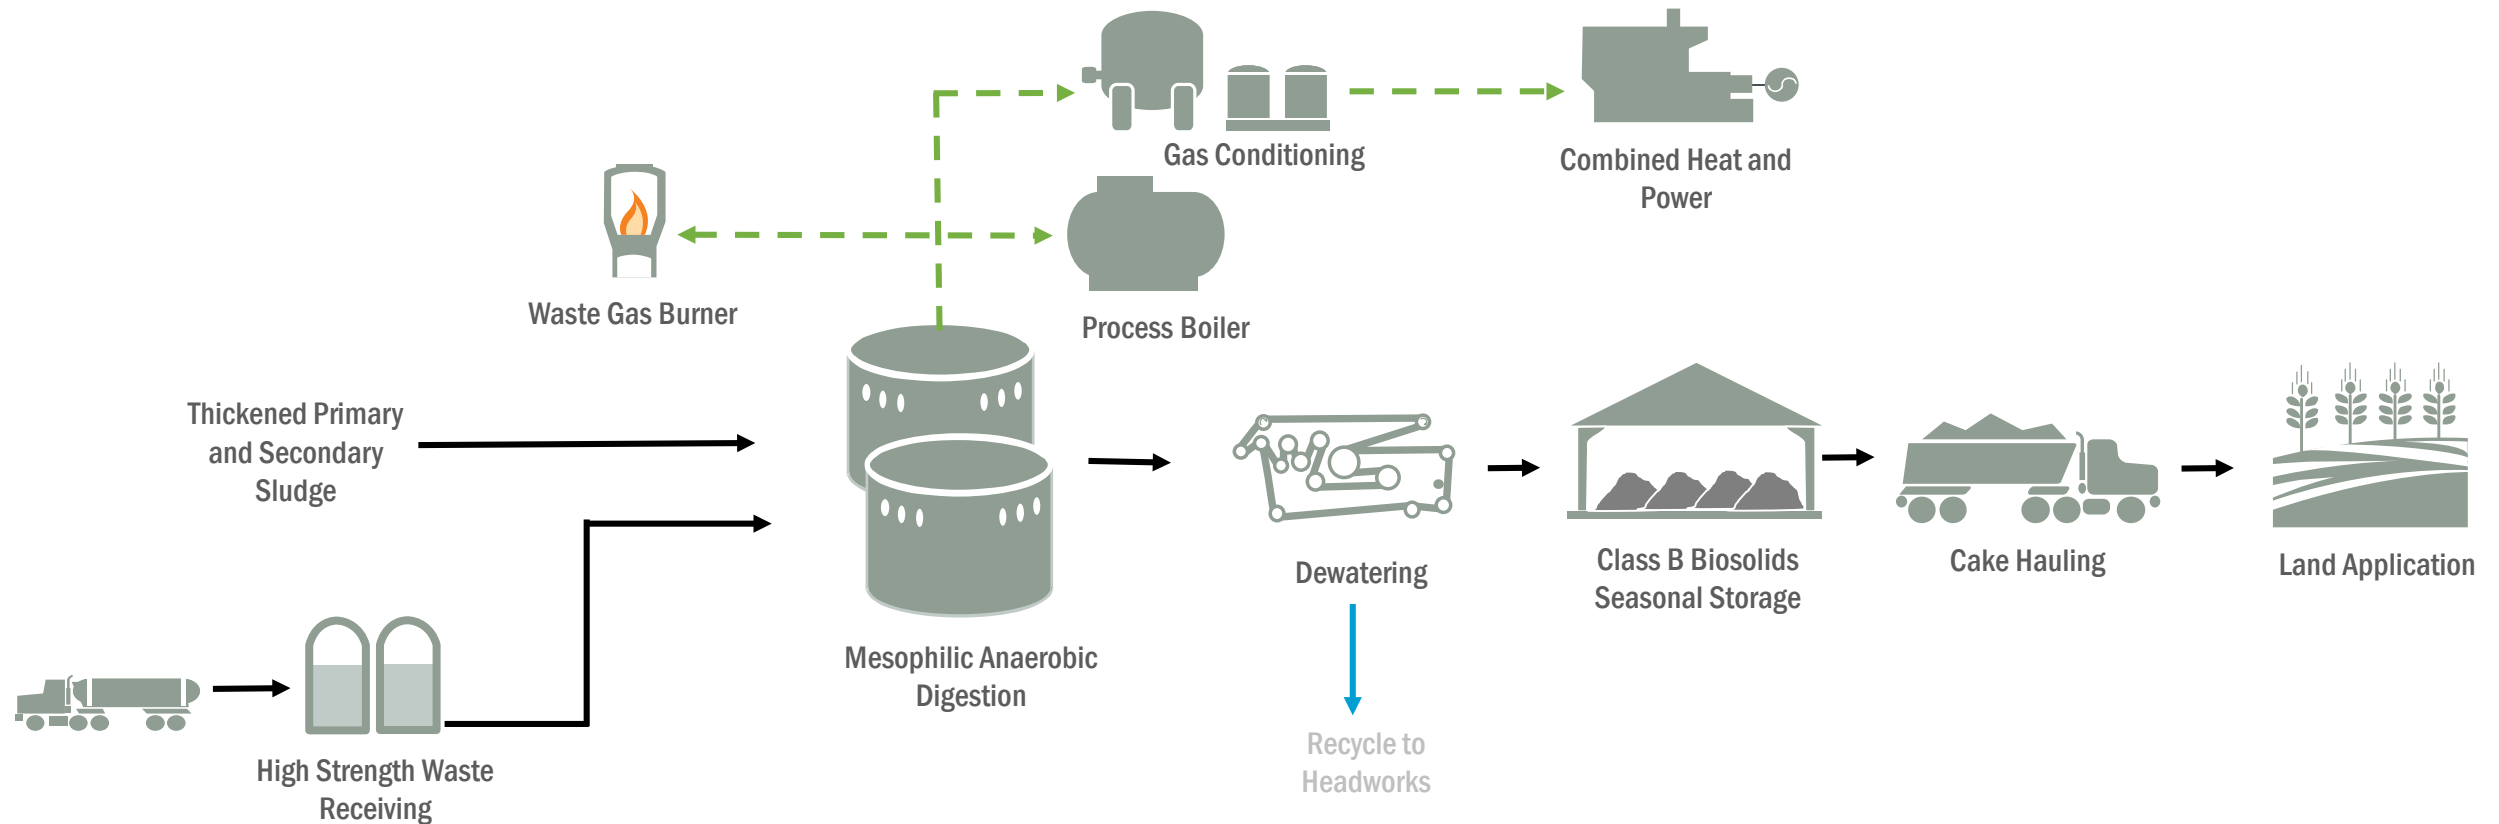 Gas Conditioning
Combined Heat and
Power
Waste Gas Burner
Process Boiler
Thickened Primary
and Secondary
Sludge
Mesophilic Anaerobic
Digestion
Dewatering
Class B Biosolids
Seasonal Storage
Cake Hauling
Land Application
Recycle to
Headworks
High Strength Waste
Receiving